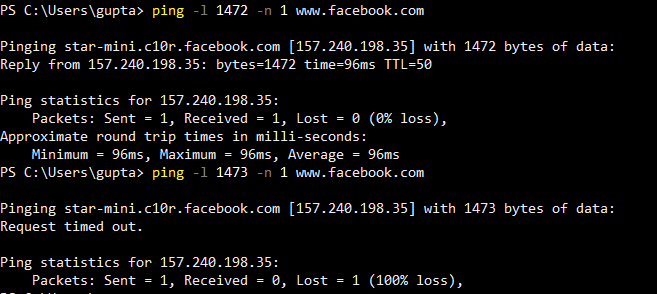 PS C:\Users\gupta> ping -l 1472 -n 1 www.facebook.com
Pinging star-mini.c10r.facebook.com [157.240.198.35] with 1472 bytes of data:
Reply from 157.240.198.35: bytes=1472 time=96ms TTL=50
Ping statistics for 157.240.198.35:
    Packets: Sent = 1, Received = 1, Lost = 0 (0% loss),
Approximate round trip times in milli-seconds:
    Minimum = 96ms, Maximum = 96ms, Average = 96ms
PS C:\Users\gupta> ping -l 1473 -n 1 www.facebook.com
Pinging star-mini.c10r.facebook.com [157.240.198.35] with 1473 bytes of data:
Request timed out.
Ping statistics for 157.240.198.35:
    Packets: Sent = 1, Received = 0, Lost = 1 (100% loss),